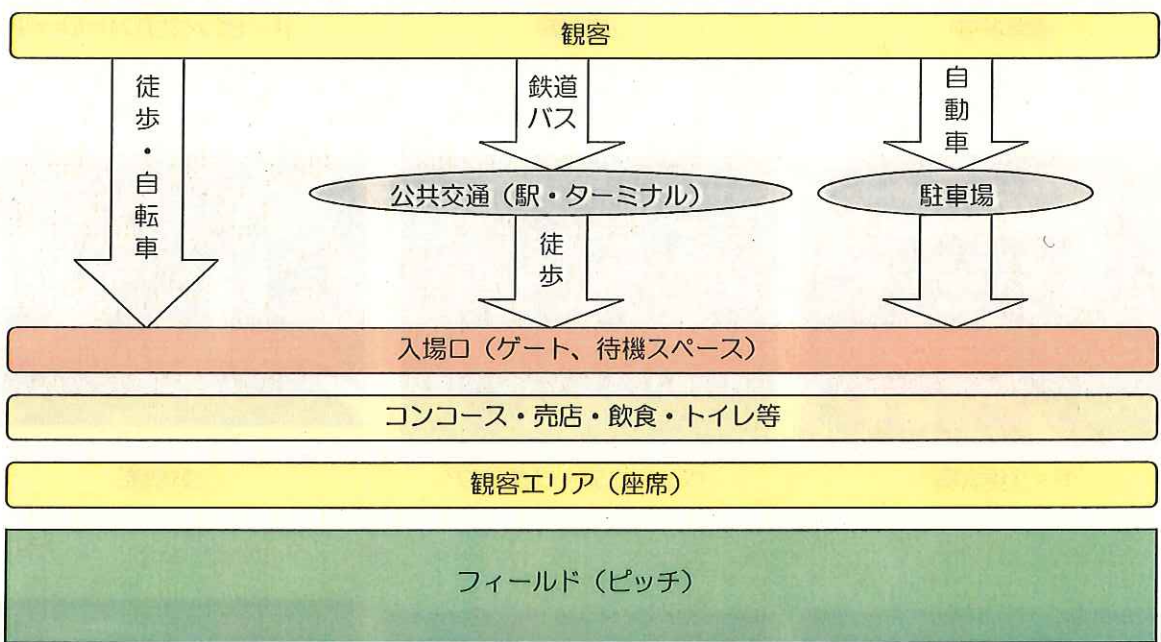 観客
徒歩・自転車
鉄道
バス
自動車
公共交通（駅・ターミナル）
駐車場
徒歩
入場口（ゲート、待機スペース）
コンコース・売店・飲食・トイレ等
観客エリア（座席）
フィールド（ピッチ）